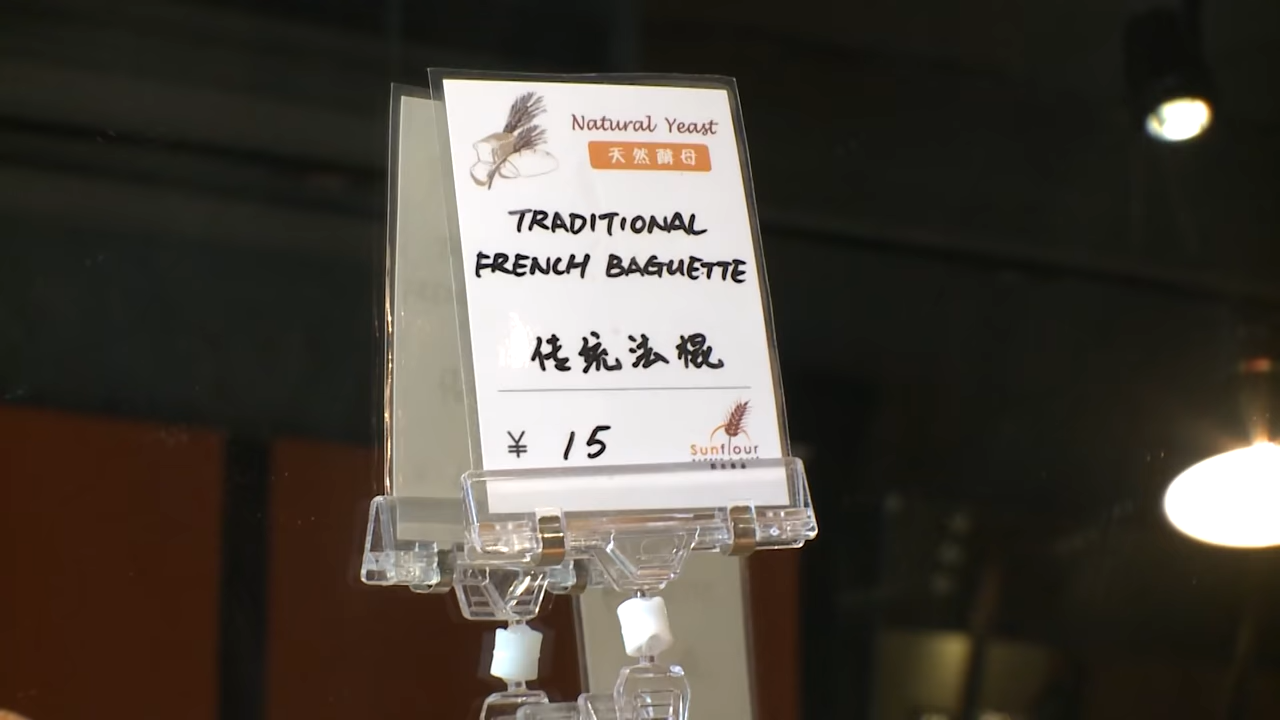 Natural Yeast
天然酵母
TRADITIONAL
FRENCH BAGUETTE
传统法棍
¥ 15
Sunflour